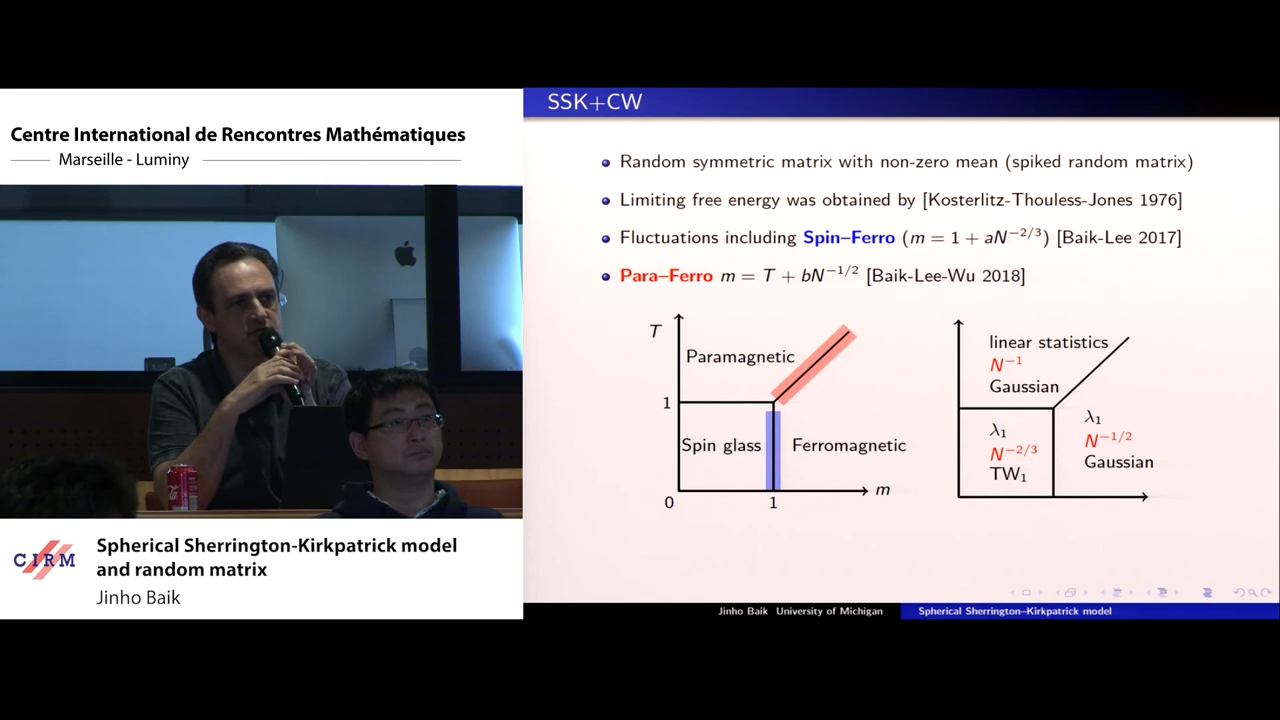 Centre International de Rencontres Mathématiques
Marseille - Luminy
CIRM
Spherical Sherrington-Kirkpatrick model
and random matrix
Jinho Baik
SSK+CW
Random symmetric matrix with non-zero mean (spiked random matrix)
Limiting free energy was obtained by [Kosterlitz-Thouless-Jones 1976]
Fluctuations including Spin–Ferro (m = 1 + aN^{-2/3}) [Baik-Lee 2017]
Para–Ferro m = T + bN^{-1/2} [Baik-Lee-Wu 2018]
T
Paramagnetic
1
Spin glass
Ferromagnetic
m
0
1
linear statistics
N^{-1}
Gaussian
λ₁
N^{-2/3}
TW₁
λ₁
N^{-1/2}
Gaussian
Jinho Baik University of Michigan
Spherical Sherrington–Kirkpatrick model